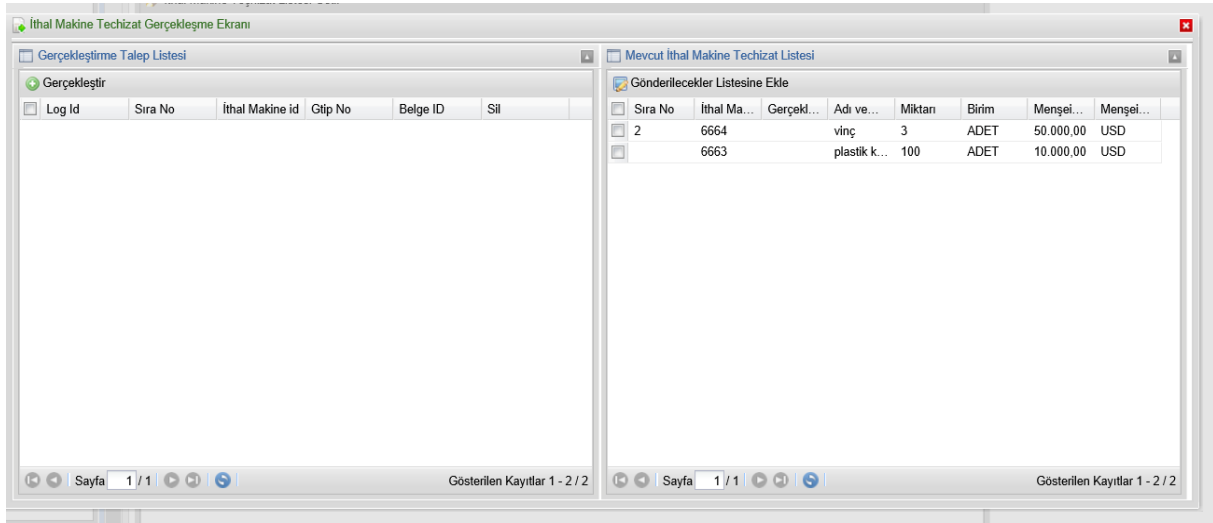 İthal Makine Techizat Gerçekleşme Ekranı
Gerçekleştirme Talep Listesi
Gerçekleştir
Log Id Sıra No İthal Makine id Gtip No Belge ID Sil
Sayfa 1 / 1 Gösterilen Kayıtlar 1 - 2 / 2
Mevcut İthal Makine Techizat Listesi
Gönderilecekler Listesine Ekle
Sıra No İthal Ma... Gerçekl... Adı ve... Miktarı Birim Menşei... Menşei...
2 6664 vinç 3 ADET 50.000,00 USD
6663 plastik k... 100 ADET 10.000,00 USD
Sayfa 1 / 1 Gösterilen Kayıtlar 1 - 2 / 2